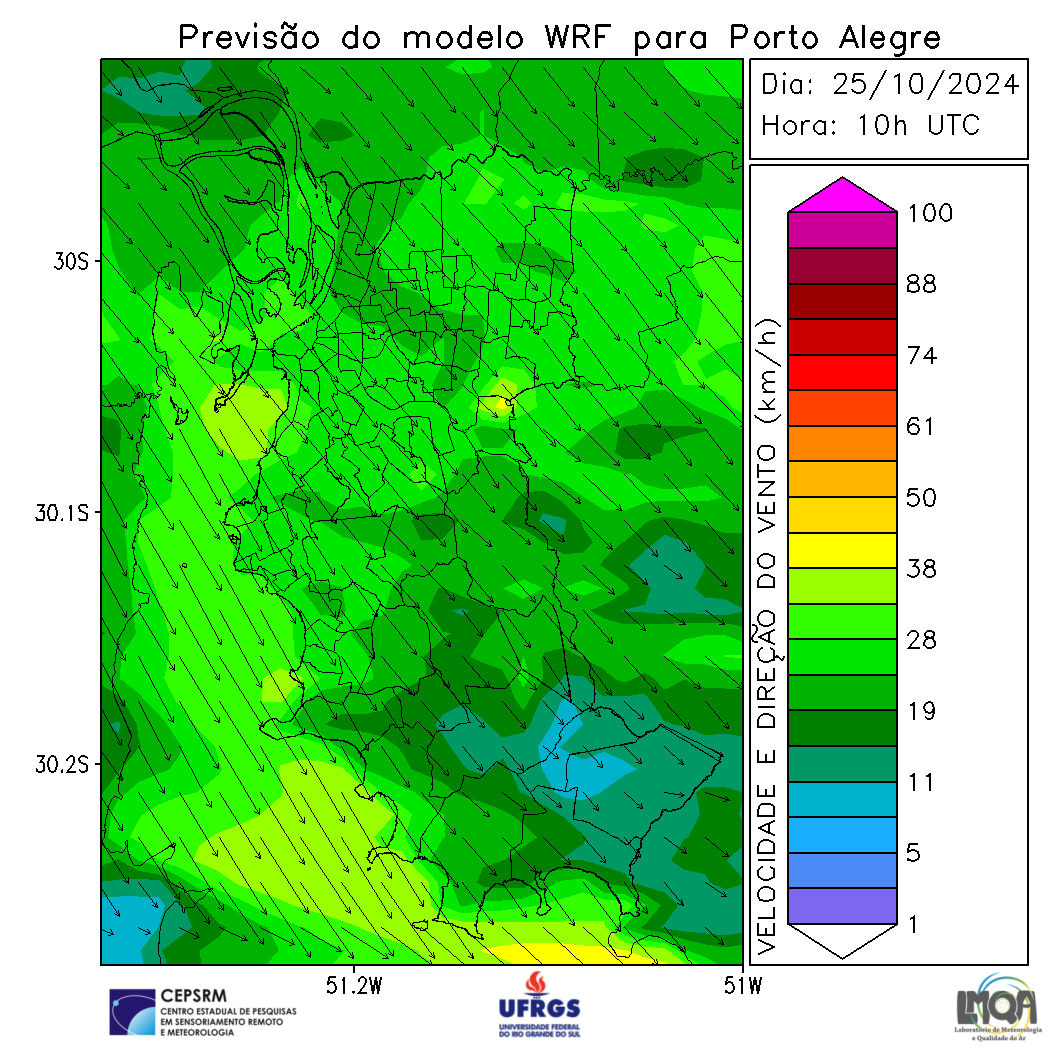 Previsão do modelo WRF para Porto Alegre
Dia: 25/10/2024
Hora: 10h UTC
30S
30.1S
30.2S
51.2W
51W
VELOCIDADE E DIREÇÃO DO VENTO (km/h)
100
88
74
61
50
38
28
19
11
5
1
CEPSRM
CENTRO ESTADUAL DE PESQUISAS
EM SENSORIAMENTO REMOTO
E METEOROLOGIA
UFRGS
UNIVERSIDADE FEDERAL
DO RIO GRANDE DO SUL
LMQA
Laboratório de Meteorologia
e Qualidade do Ar